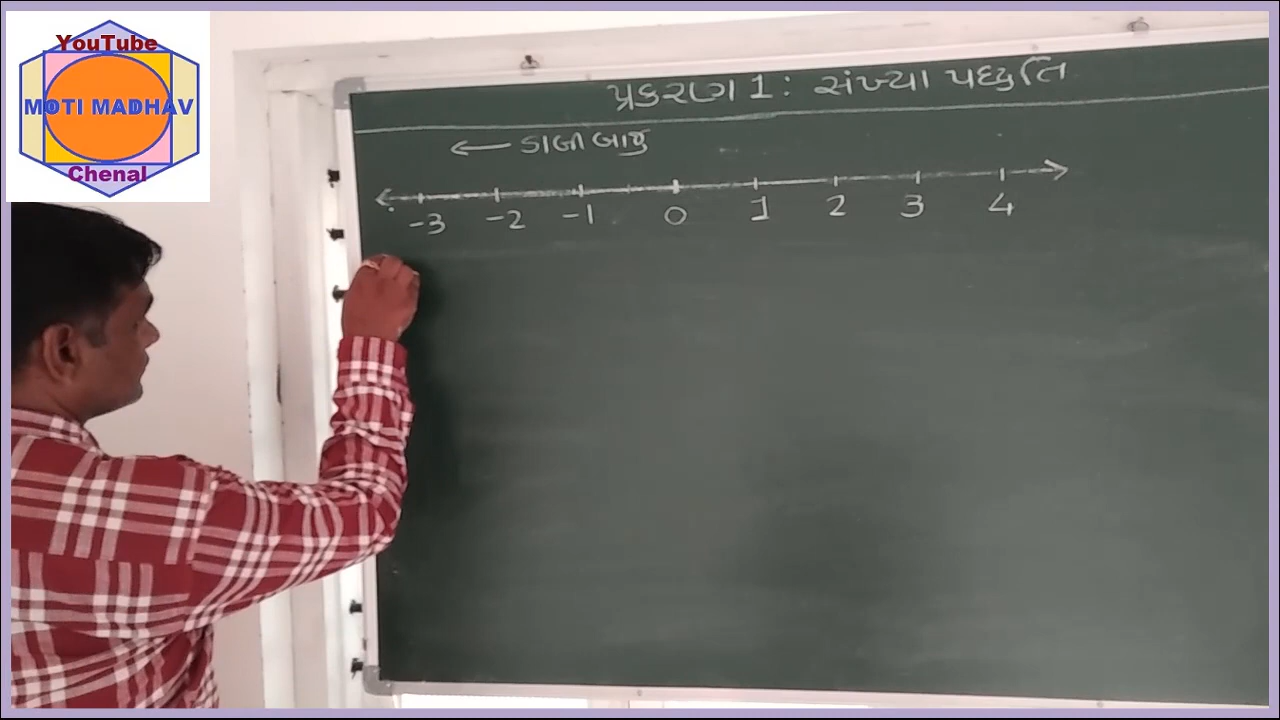 YouTube
MOTI MADHAV
Chenal
પ્રકરણ 1 : સંખ્યા પદ્ધતિ
← ડાબી બાજુ
-3 -2 -1 0 1 2 3 4